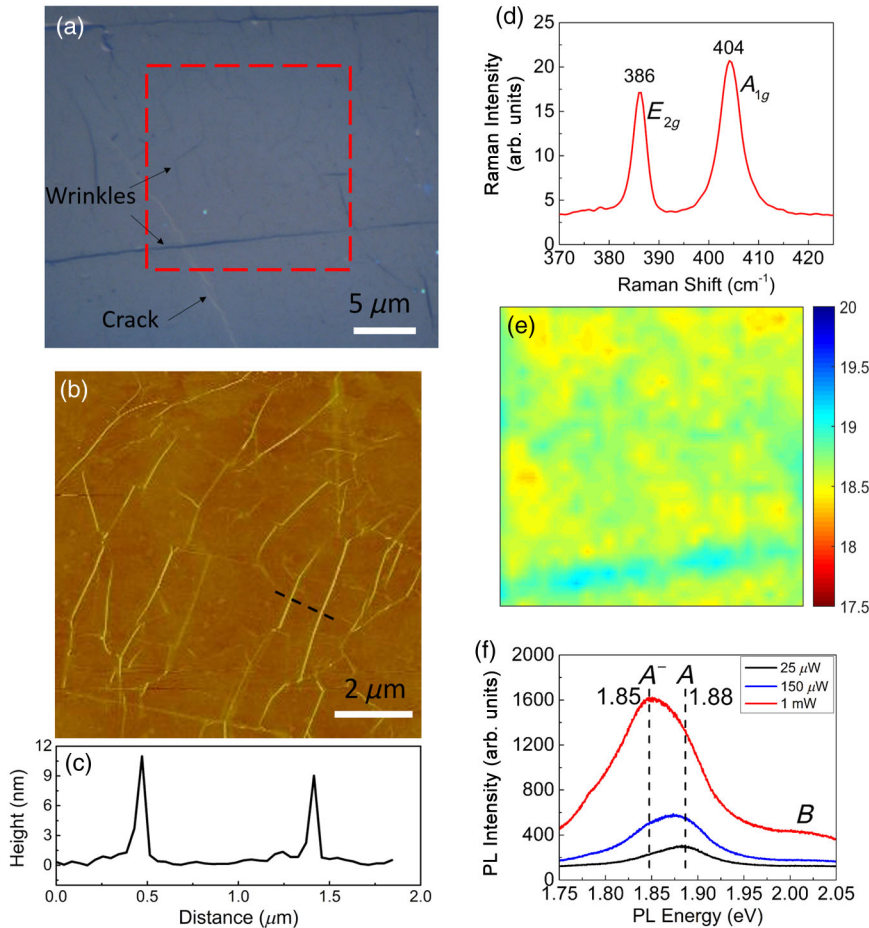 (a)
Wrinkles
Crack
5 μm
(b)
2 μm
(c)
12
9
6
3
0
Height (nm)
0.0 0.5 1.0 1.5 2.0
Distance (μm)
(d)
386
404
E2g
A1g
25
20
15
10
5
0
Raman Intensity
(arb. units)
370 380 390 400 410 420
Raman Shift (cm⁻¹)
(e)
20
19.5
19
18.5
18
17.5
(f)
A⁻ A
1.85 1.88
B
25 μW
150 μW
1 mW
2000
1600
1200
800
400
0
PL Intensity (arb. units)
1.75 1.80 1.85 1.90 1.95 2.00 2.05
PL Energy (eV)